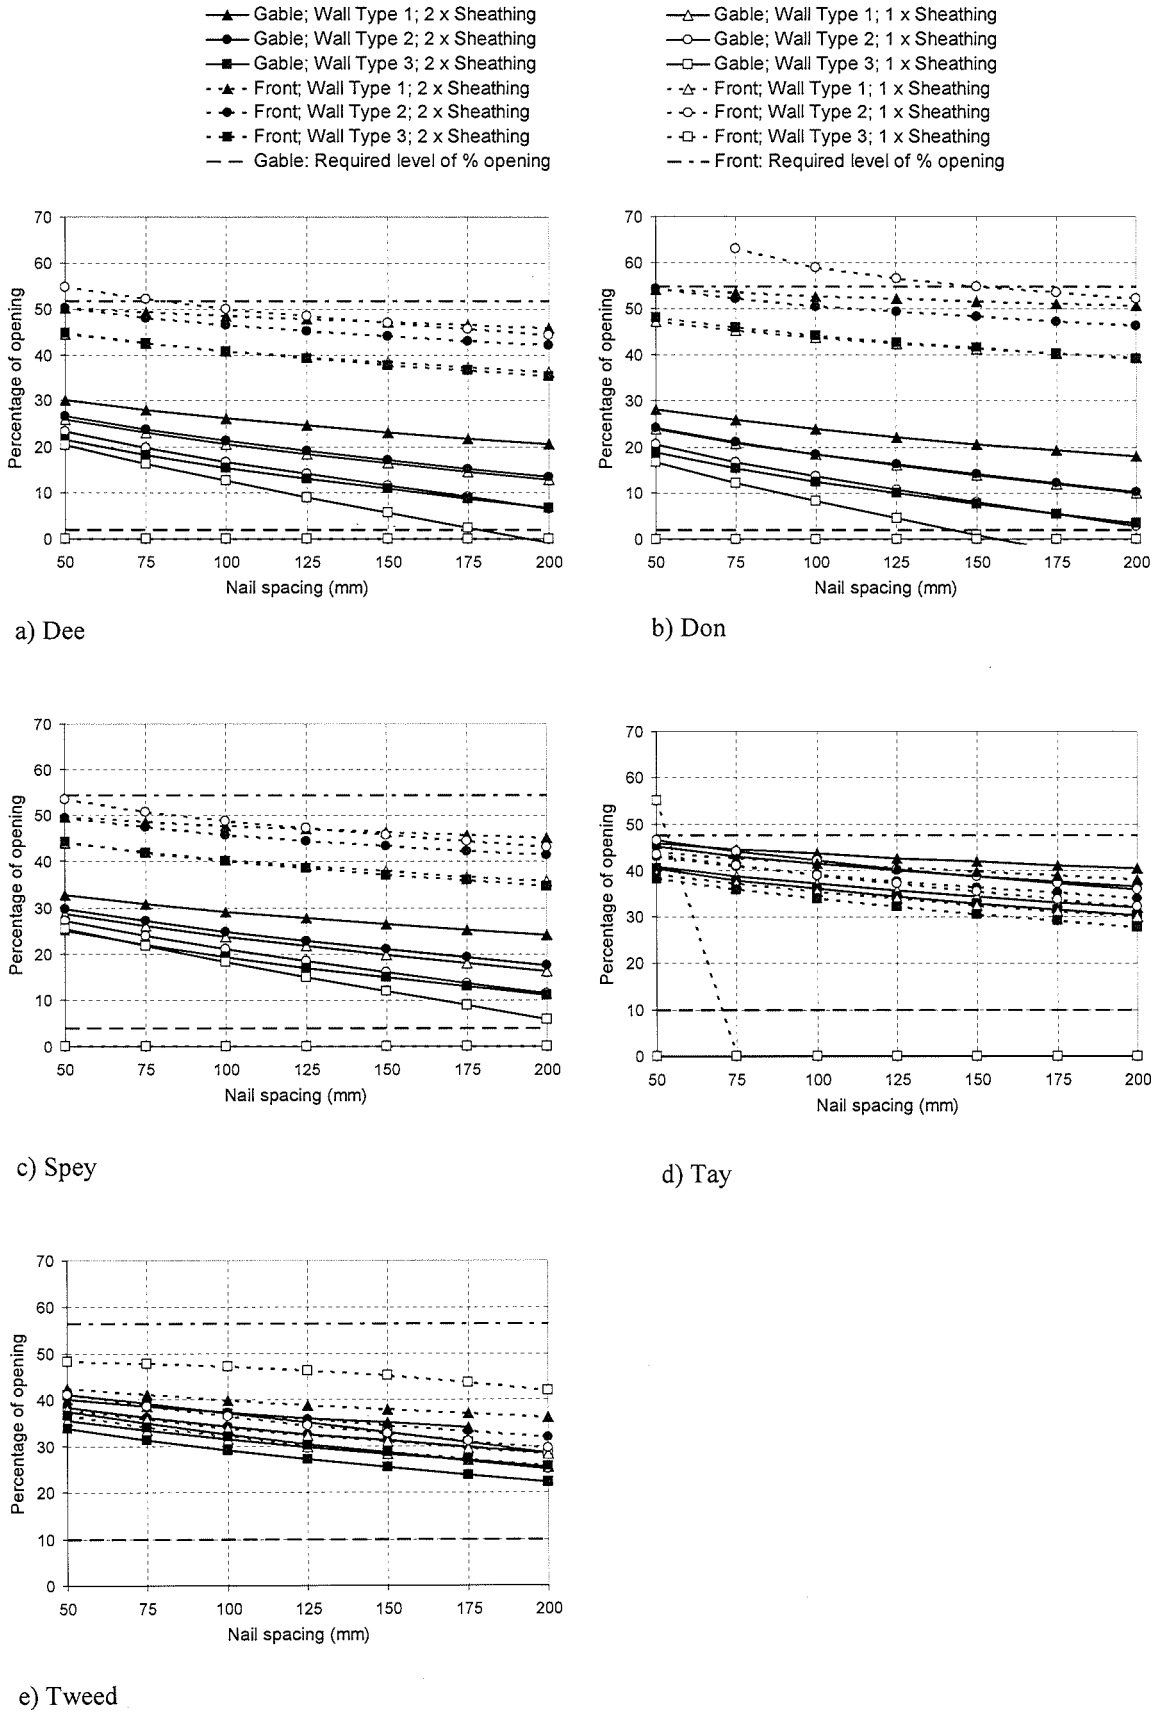 Gable; Wall Type 1; 2 x Sheathing
Gable; Wall Type 2; 2 x Sheathing
Gable; Wall Type 3; 2 x Sheathing
Front; Wall Type 1; 2 x Sheathing
Front; Wall Type 2; 2 x Sheathing
Front; Wall Type 3; 2 x Sheathing
Gable: Required level of % opening
Gable; Wall Type 1; 1 x Sheathing
Gable; Wall Type 2; 1 x Sheathing
Gable; Wall Type 3; 1 x Sheathing
Front; Wall Type 1; 1 x Sheathing
Front; Wall Type 2; 1 x Sheathing
Front; Wall Type 3; 1 x Sheathing
Front: Required level of % opening
Percentage of opening
70
60
50
40
30
20
10
0
50 75 100 125 150 175 200
Nail spacing (mm)
a) Dee
Percentage of opening
70
60
50
40
30
20
10
0
50 75 100 125 150 175 200
Nail spacing (mm)
b) Don
Percentage of opening
70
60
50
40
30
20
10
0
50 75 100 125 150 175 200
Nail spacing (mm)
c) Spey
Percentage of opening
70
60
50
40
30
20
10
0
50 75 100 125 150 175 200
Nail spacing (mm)
d) Tay
Percentage of opening
70
60
50
40
30
20
10
0
50 75 100 125 150 175 200
Nail spacing (mm)
e) Tweed